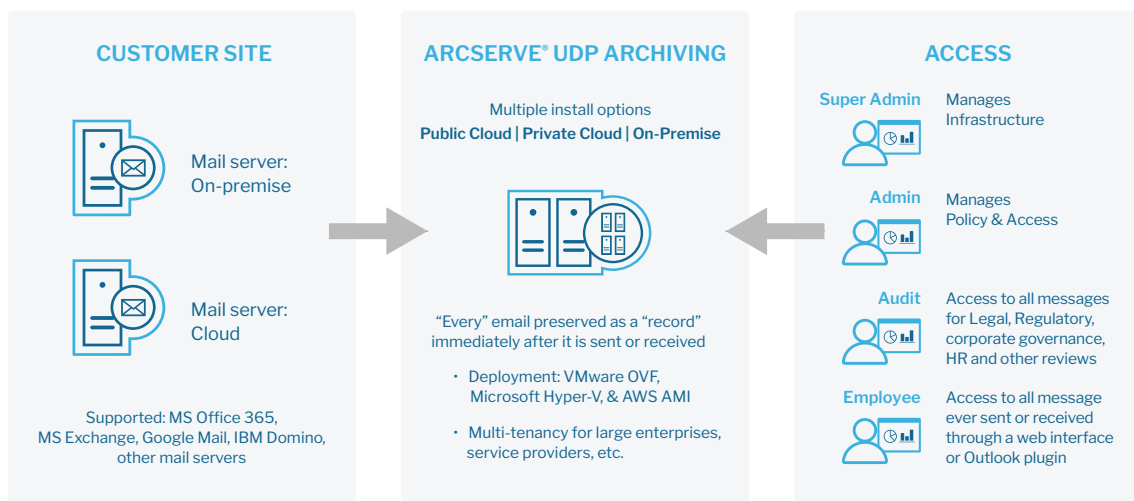 CUSTOMER SITE
Mail server:
On-premise
Mail server:
Cloud
Supported: MS Office 365,
MS Exchange, Google Mail, IBM Domino,
other mail servers
ARCSERVE® UDP ARCHIVING
Multiple install options
Public Cloud | Private Cloud | On-Premise
“Every” email preserved as a “record”
immediately after it is sent or received
• Deployment: VMware OVF,
Microsoft Hyper-V, & AWS AMI
• Multi-tenancy for large enterprises,
service providers, etc.
ACCESS
Super Admin
Manages
Infrastructure
Admin
Manages
Policy & Access
Audit
Access to all messages
for Legal, Regulatory,
corporate governance,
HR and other reviews
Employee
Access to all message
ever sent or received
through a web interface
or Outlook plugin